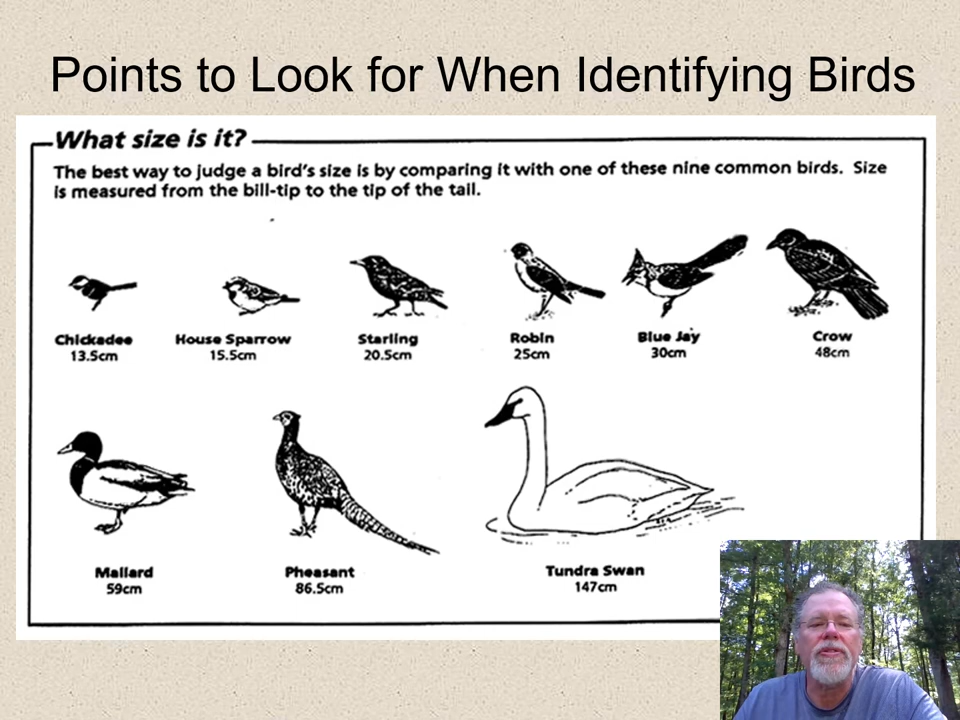 Points to Look for When Identifying Birds
What size is it?
The best way to judge a bird's size is by comparing it with one of these nine common birds. Size
is measured from the bill-tip to the tip of the tail.
Chickadee
13.5cm
House Sparrow
15.5cm
Starling
20.5cm
Robin
25cm
Blue Jay
30cm
Crow
48cm
Mallard
59cm
Pheasant
86.5cm
Tundra Swan
147cm